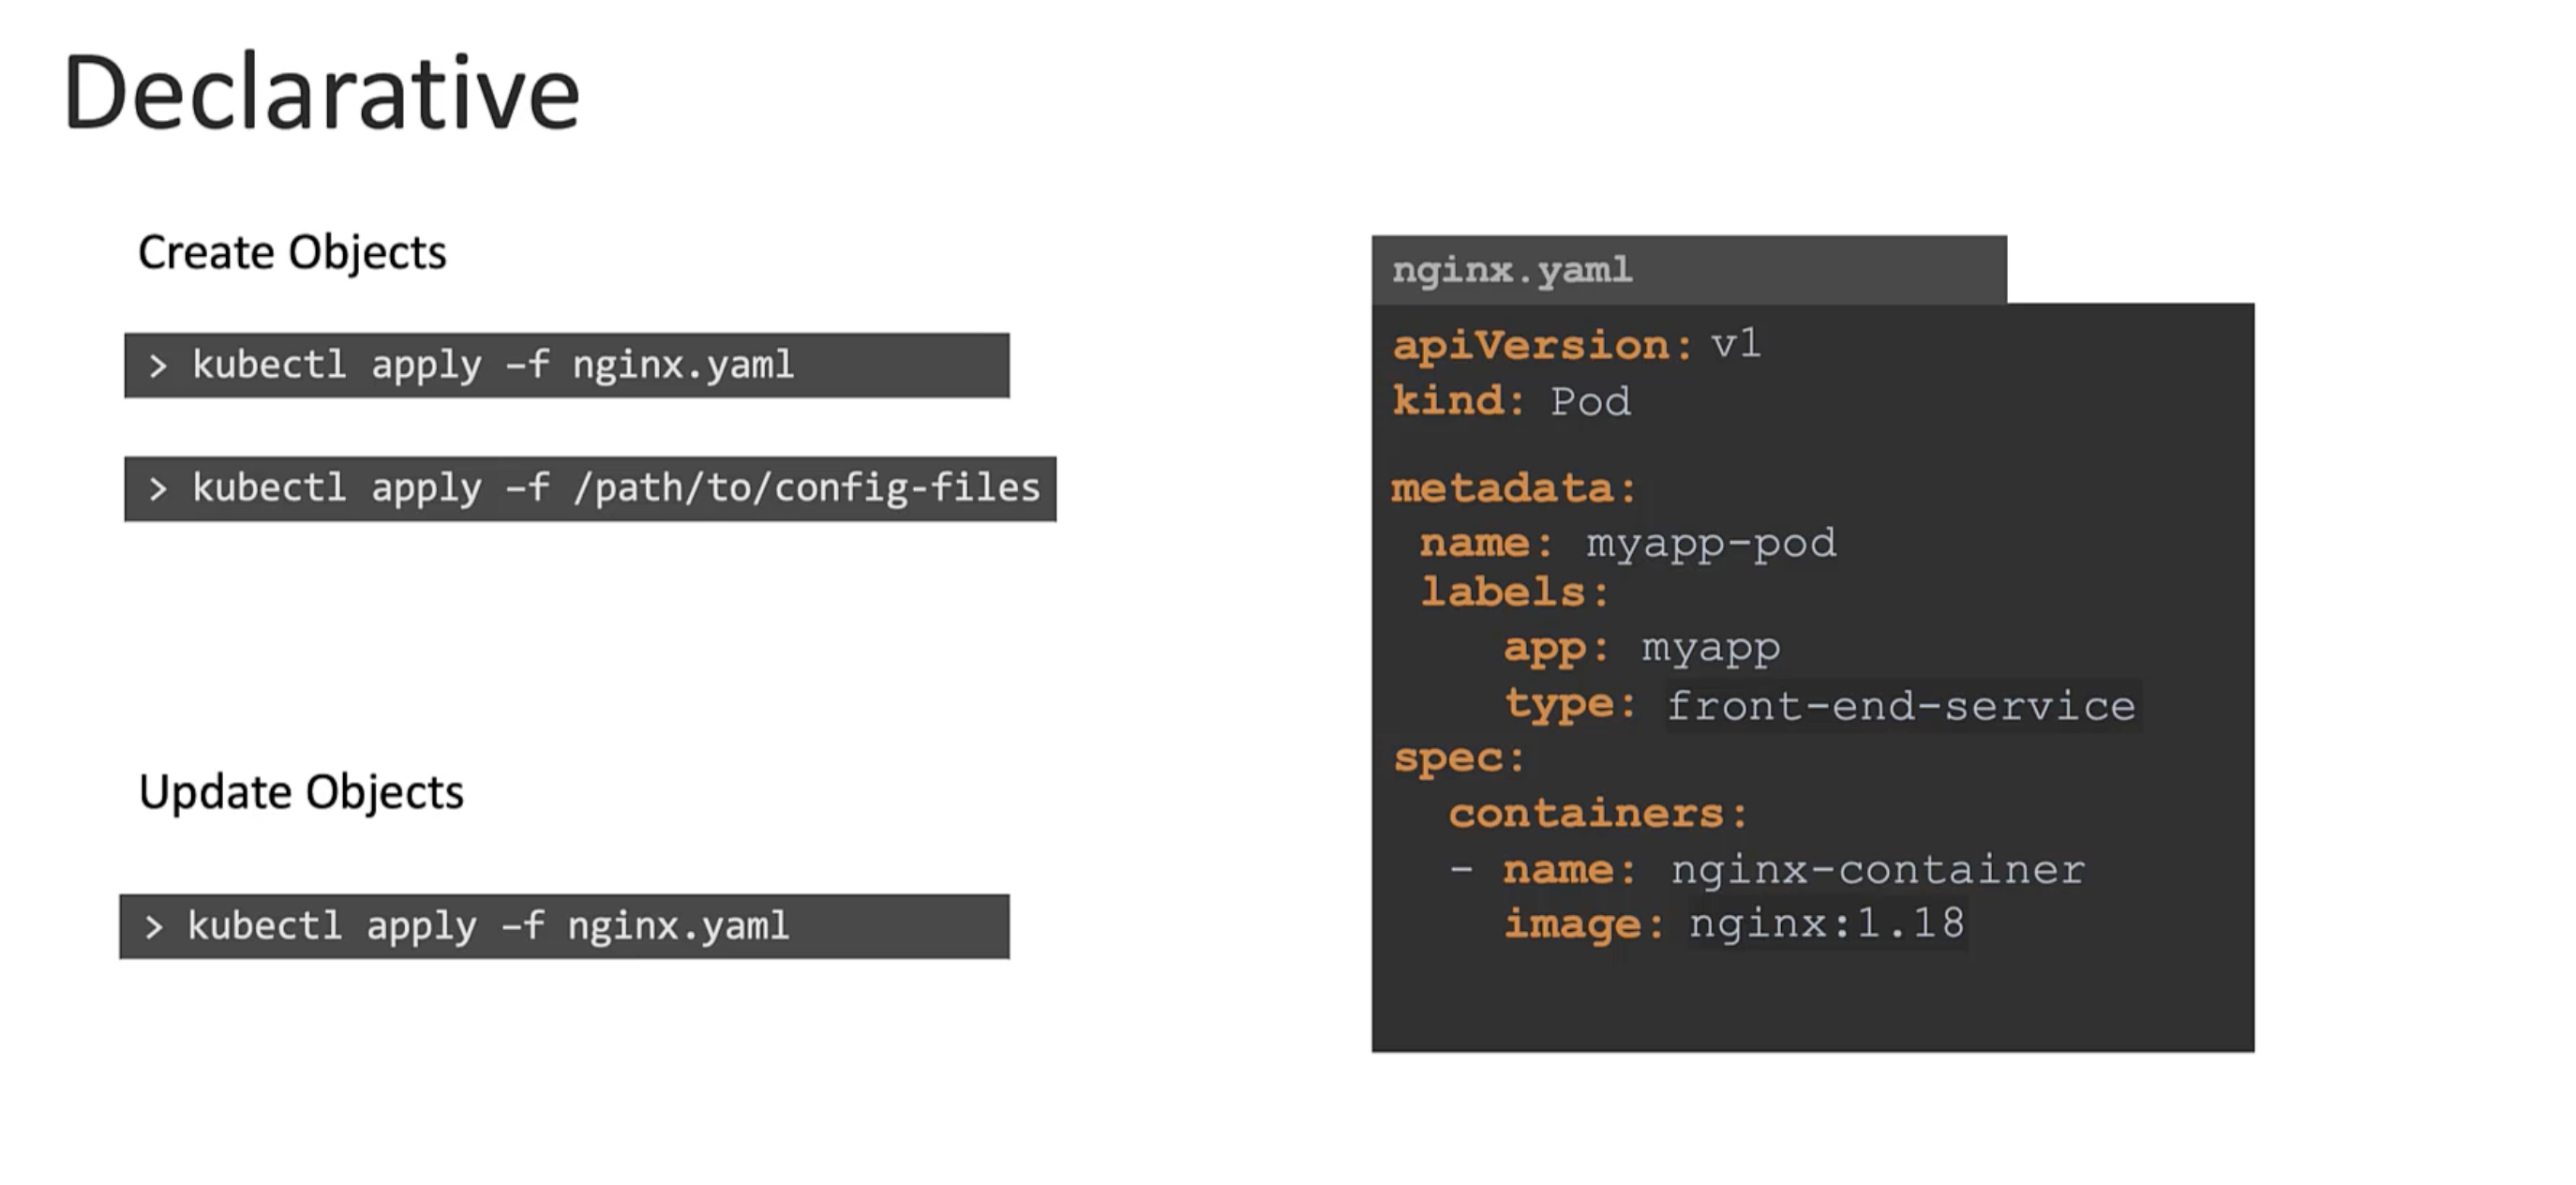 Declarative
Create Objects
> kubectl apply –f nginx.yaml
> kubectl apply –f /path/to/config-files
Update Objects
> kubectl apply –f nginx.yaml
nginx.yaml
apiVersion: v1
kind: Pod
metadata:
name: myapp-pod
labels:
app: myapp
type: front-end-service
spec:
containers:
- name: nginx-container
image: nginx:1.18